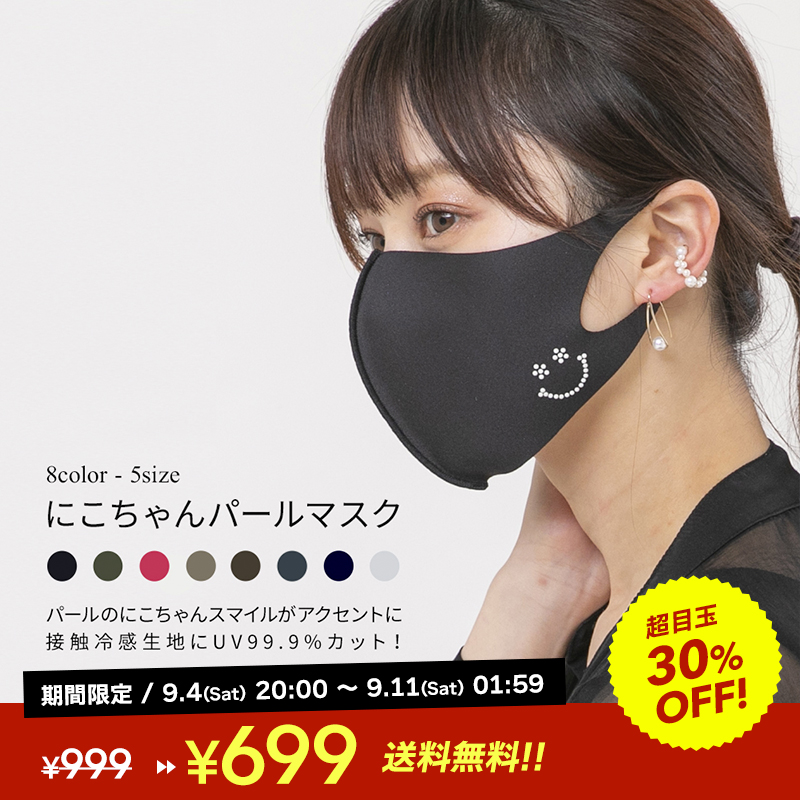 8color - 5size
にこちゃんパールマスク
パールのにこちゃんスマイルがアクセントに
接触冷感生地にUV99.9%カット!
超目玉
30%
OFF!
期間限定 / 9.4(Sat) 20:00 〜 9.11(Sat) 01:59
¥999 ▸▸ ¥699 送料無料!!